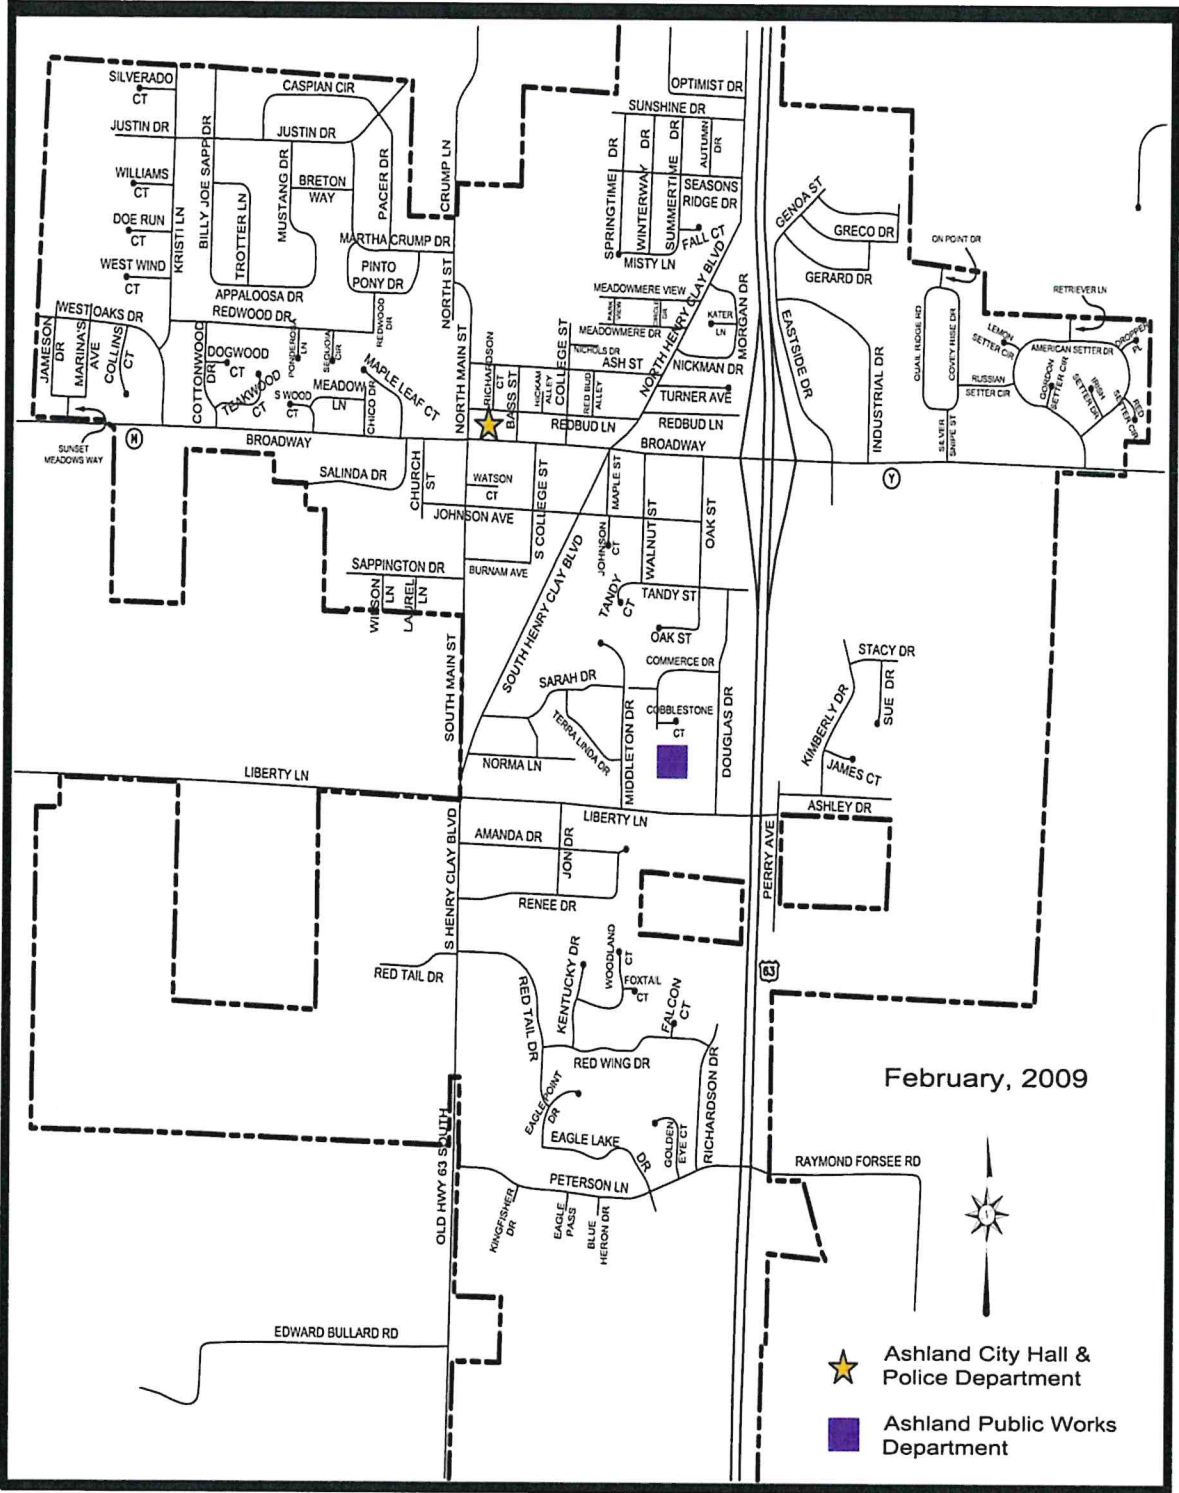 SILVERADO
CT
CASPIAN CIR
OPTIMIST DR
SUNSHINE DR
JUSTIN DR
JUSTIN DR
BILLY JOE SAPP DR
CRUMP LN
SPRINGTIME DR
WINTERWAY DR
SUMMERTIME DR
AUTUMN
DR
WILLIAMS
CT
MUSTANG DR
BRETON
WAY
PACER DR
SEASONS
RIDGE DR
GENOA ST
DOE RUN
CT
KRISTI LN
TROTTER LN
MARTHA CRUMP DR
FALL CT
GRECO DR
ON POINT DR
WEST WIND
CT
PINTO
PONY DR
NORTH ST
MISTY LN
GERARD DR
APPALOOSA DR
MEADOWMERE VIEW
RETRIEVER LN
WEST OAKS DR
REDWOOD DR
REDWOOD
DR
PARK
VIEW
KATER
LN
MORGAN DR
EASTSIDE DR
QUAIL RIDGE RD
COVEY RISE DR
LEMON
SETTER CIR
AMERICAN SETTER DR
DROPPER
PL
JAMESON
DR
MARINA'S
AVE
COLLINS
CT
COTTONWOOD
DR
DOGWOOD
CT
PONDEROSA
LN
SEQUOIA
CIR
MAPLE LEAF CT
NORTH MAIN ST
RICHARDSON
CT
BASS ST
MEADOWMERE DR
NICHOLS DR
ASH ST
COLLEGE ST
NORTH HENRY CLAY BLVD
NICKMAN DR
INDUSTRIAL DR
RUSSIAN
SETTER CIR
GORDON
SETTER CIR
IRISH
SETTER DR
RED
SETTER CIR
TEAKWOOD
CT
S WOOD
CT
MEADOW
LN
CHICO DR
HICKAM
ALLEY
RED BUD
ALLEY
TURNER AVE
REDBUD LN
REDBUD LN
SILVER
SNIPE ST
SUNSET
MEADOWS WAY
M
BROADWAY
BROADWAY
Y
SALINDA DR
CHURCH
ST
WATSON
CT
S COLLEGE ST
MAPLE ST
WALNUT ST
OAK ST
JOHNSON AVE
JOHNSON
CT
SAPPINGTON DR
BURNAM AVE
WILSON
LN
LAUREL
LN
TANDY
CT
TANDY ST
OAK ST
SOUTH HENRY CLAY BLVD
SOUTH MAIN ST
SARAH DR
COMMERCE DR
STACY DR
SUE DR
KIMBERLY DR
TERRA LINDA DR
MIDDLETON DR
COBBLESTONE
CT
DOUGLAS DR
NORMA LN
JAMES CT
LIBERTY LN
LIBERTY LN
ASHLEY DR
AMANDA DR
JON DR
PERRY AVE
S HENRY CLAY BLVD
RENEE DR
RED TAIL DR
RED TAIL DR
KENTUCKY DR
WOODLAND
CT
FOXTAIL
CT
FALCON
CT
63
RED WING DR
RICHARDSON DR
February, 2009
EAGLE POINT
DR
EAGLE LAKE
DR
GOLDEN
EYE CT
OLD HWY 63 SOUTH
PETERSON LN
RAYMOND FORSEE RD
KINGFISHER
DR
EAGLE
PASS
BLUE
HERON DR
EDWARD BULLARD RD
Ashland City Hall &
Police Department
Ashland Public Works
Department